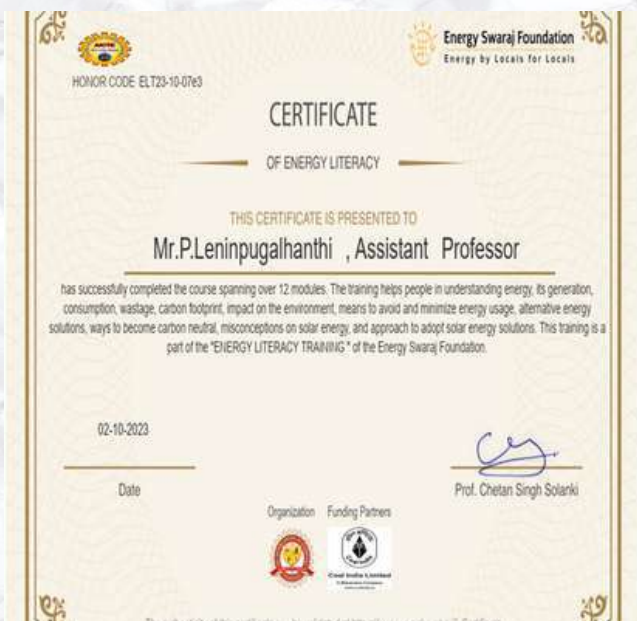 AICTE
Energy Swaraj Foundation
Energy by Locals for Locals
HONOR CODE ELT23-10-07e3
CERTIFICATE
OF ENERGY LITERACY
THIS CERTIFICATE IS PRESENTED TO
Mr.P.Leninpugalhanthi , Assistant Professor
has successfully completed the course spanning over 12 modules. The training helps people in understanding energy, its generation,
consumption, wastage, carbon footprint, impact on the environment, means to avoid and minimize energy usage, alternative energy
solutions, ways to become carbon neutral, misconceptions on solar energy, and approach to adopt solar energy solutions. This training is a
part of the "ENERGY LITERACY TRAINING " of the Energy Swaraj Foundation.
02-10-2023
Date
Prof. Chetan Singh Solanki
Organization Funding Partners
Coal India Limited